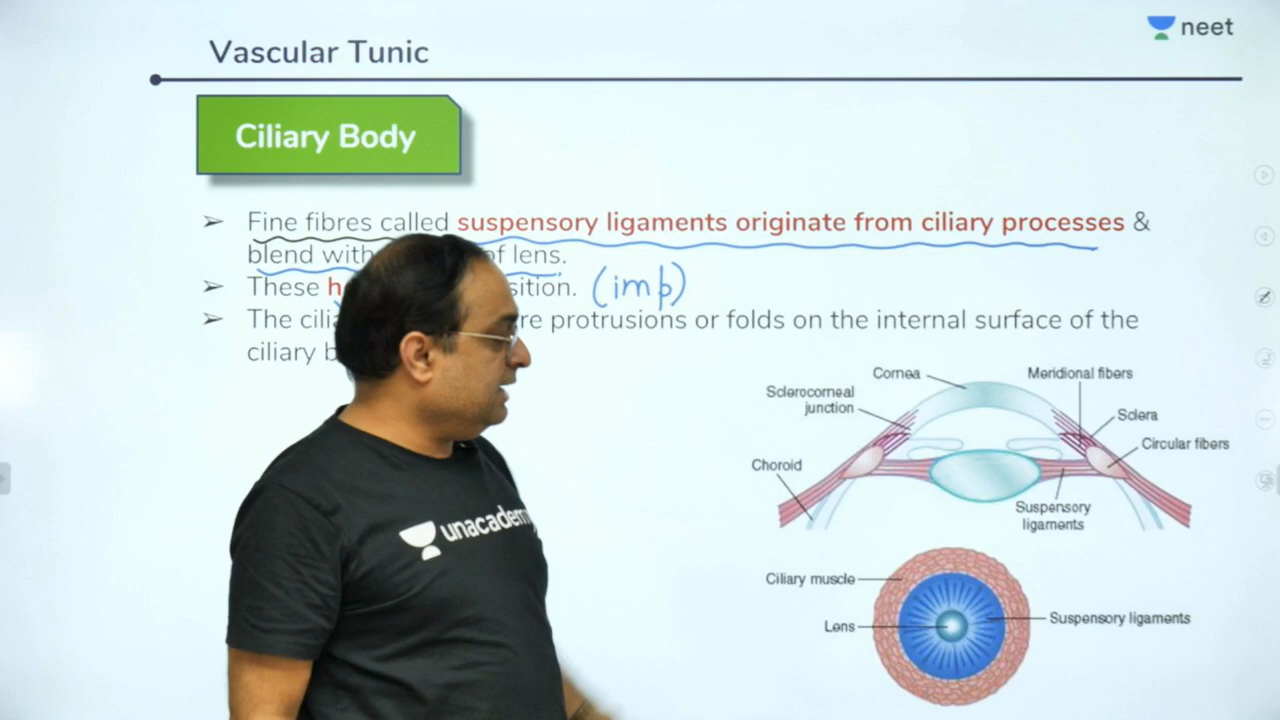 neet
Vascular Tunic
Ciliary Body
➢ Fine fibres called suspensory ligaments originate from ciliary processes &
blend with of lens.
➢ These sition. (imp)
➢ The protrusions or folds on the internal surface of the
ciliary
Cornea
Meridional fibers
Sclerocorneal
junction
Sclera
Circular fibers
Choroid
Suspensory
ligaments
unacademy
Ciliary muscle
Lens
Suspensory ligaments